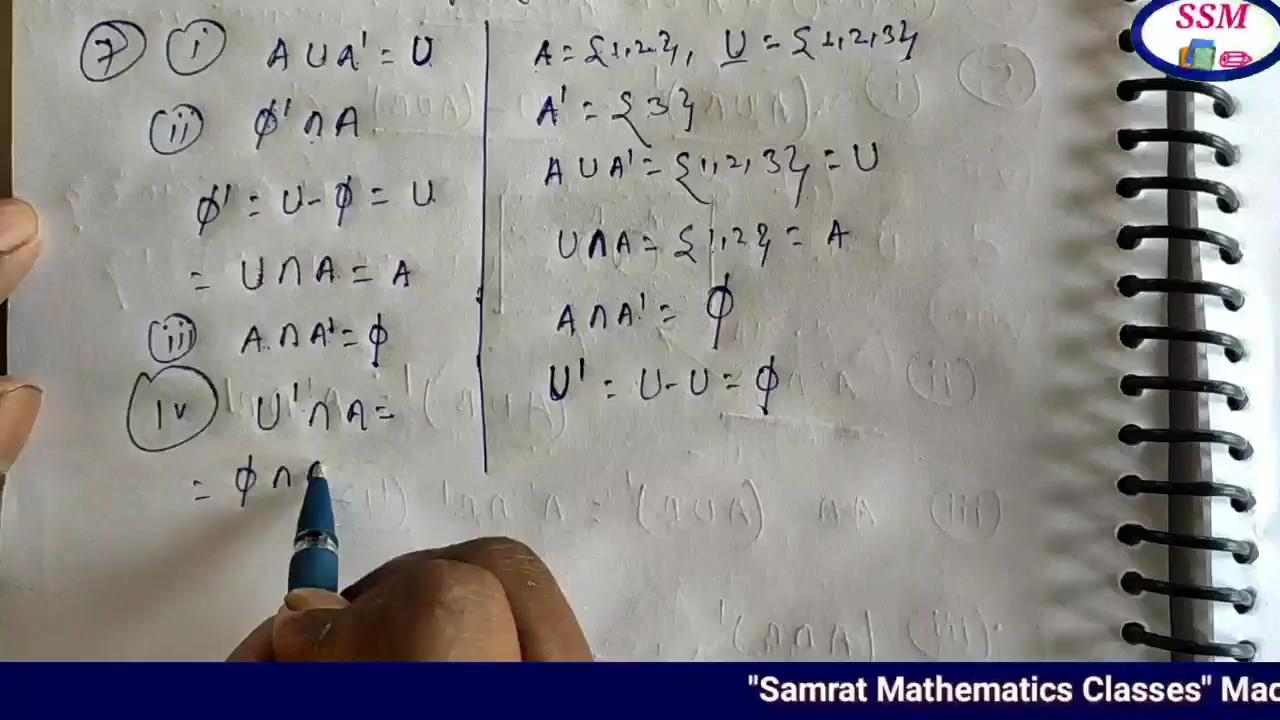 7 i A ∪ A' = U
ii ϕ' ∩ A
ϕ' = U - ϕ = U
= U ∩ A = A
iii A ∩ A' = ϕ
iv U' ∩ A =
= ϕ ∩
A = {1,2}, U = {1,2,3}
A' = {3}
A ∪ A' = {1,2,3} = U
U ∩ A = {1,2} = A
A ∩ A' = ϕ
U' = U - U = ϕ
SSM
"Samrat Mathematics Classes" Mac